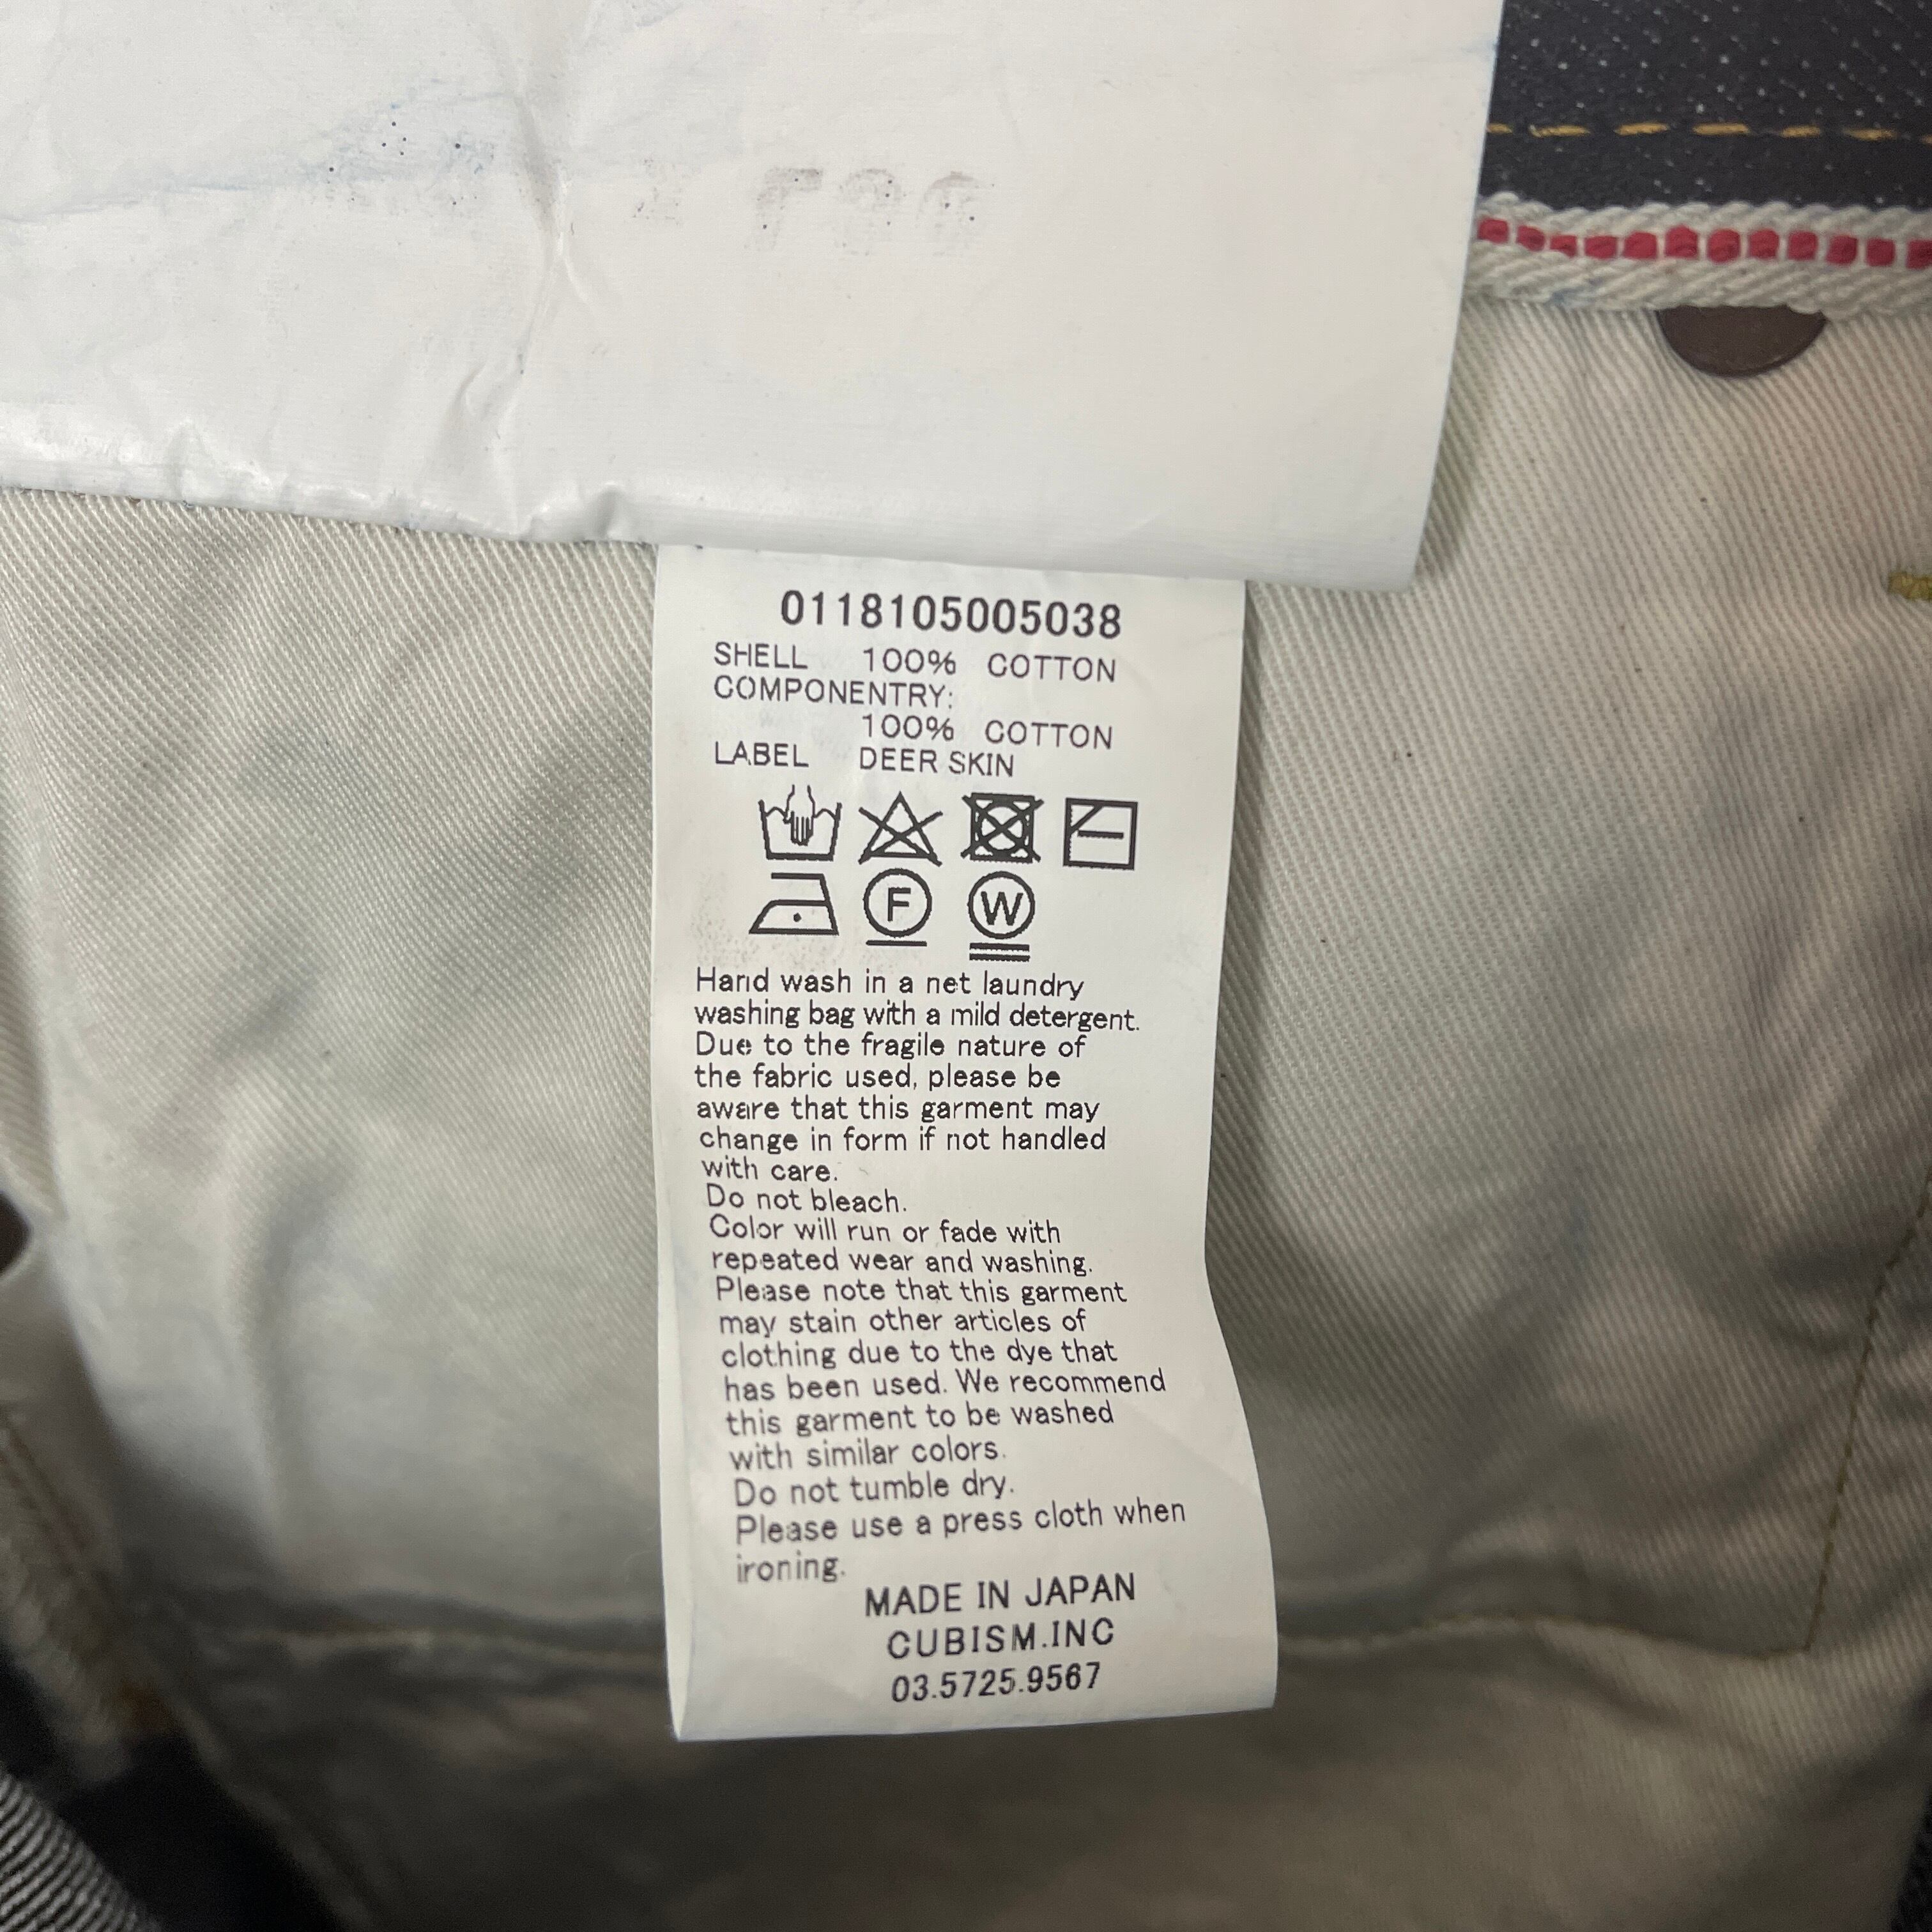 0118105005038
SHELL 100% COTTON
COMPONENTRY:
100% COTTON
LABEL DEER SKIN
F W
Hand wash in a net laundry
washing bag with a mild detergent.
Due to the fragile nature of
the fabric used, please be
aware that this garment may
change in form if not handled
with care.
Do not bleach.
Color will run or fade with
repeated wear and washing.
Please note that this garment
may stain other articles of
clothing due to the dye that
has been used. We recommend
this garment to be washed
with similar colors.
Do not tumble dry.
Please use a press cloth when
ironing.
MADE IN JAPAN
CUBISM.INC
03.5725.9567